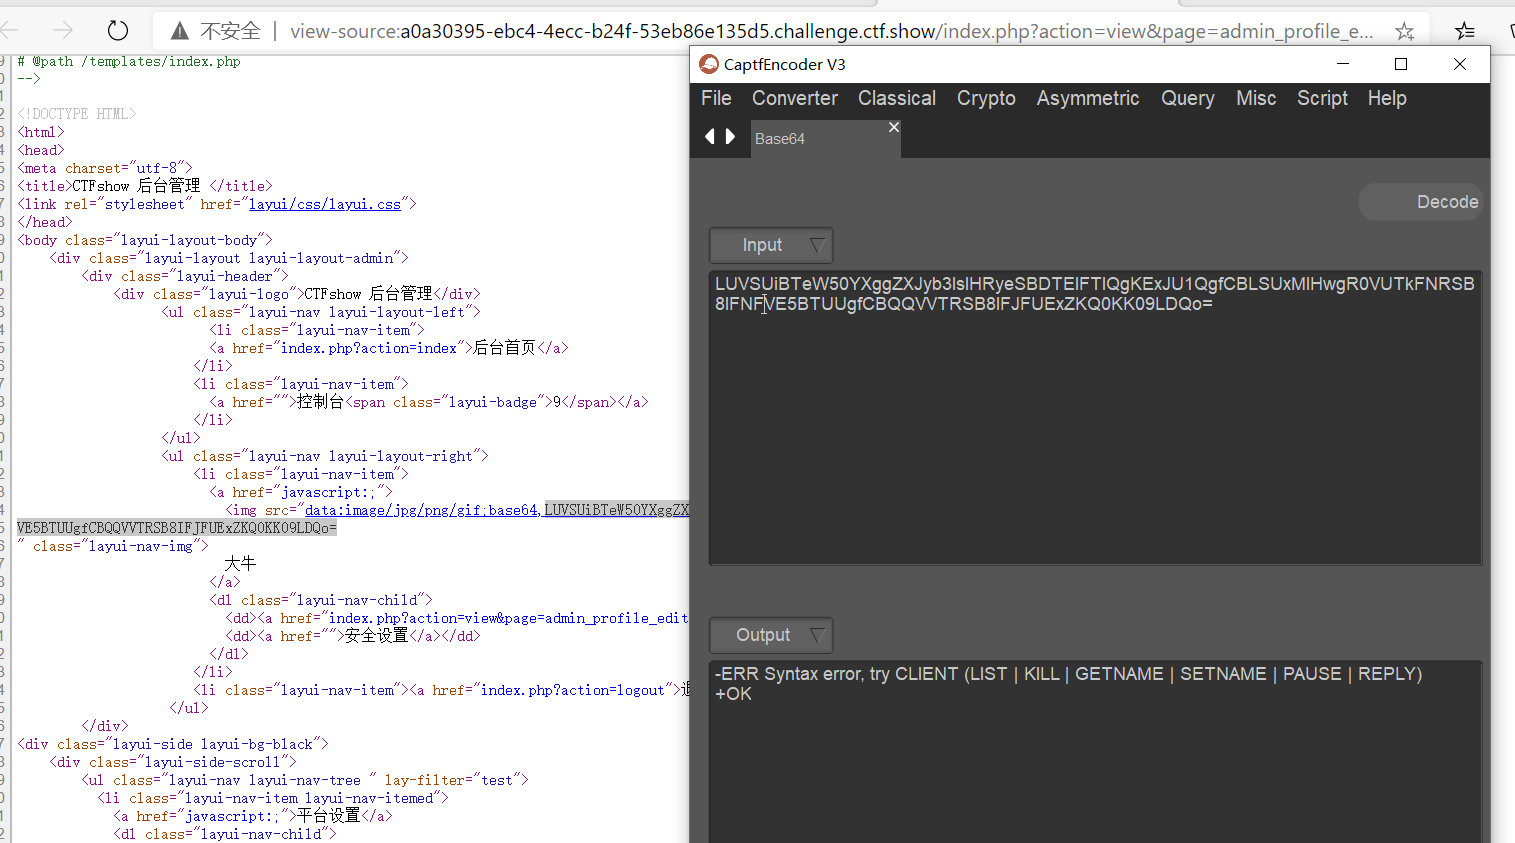 不安全 | view-source:a0a30395-ebc4-4ecc-b24f-53eb86e135d5.challenge.ctf.show/index.php?action=view&page=admin_profile_e...
# @path /templates/index.php
-->
<!DOCTYPE HTML>
<html>
<head>
<meta charset="utf-8">
<title>CTFshow 后台管理 </title>
<link rel="stylesheet" href="layui/css/layui.css">
</head>
<body class="layui-layout-body">
<div class="layui-layout layui-layout-admin">
<div class="layui-header">
<div class="layui-logo">CTFshow 后台管理</div>
<ul class="layui-nav layui-layout-left">
<li class="layui-nav-item">
<a href="index.php?action=index">后台首页</a>
</li>
<li class="layui-nav-item">
<a href="">控制台<span class="layui-badge">9</span></a>
</li>
</ul>
<ul class="layui-nav layui-layout-right">
<li class="layui-nav-item">
<a href="javascript:;">
<img src="data:image/jpg/png/gif;base64,LUVSUiBTeW50YXggZX
VE5BTUUgfCBQQVVTRSB8IFJFUExZKQ0KK09LDQo=
" class="layui-nav-img">
大牛
</a>
<dl class="layui-nav-child">
<dd><a href="index.php?action=view&page=admin_profile_edit
<dd><a href="">安全设置</a></dd>
</dl>
</li>
<li class="layui-nav-item"><a href="index.php?action=logout">
</ul>
</div>
<div class="layui-side layui-bg-black">
<div class="layui-side-scroll">
<ul class="layui-nav layui-nav-tree " lay-filter="test">
<li class="layui-nav-item layui-nav-itemed">
<a href="javascript:;">平台设置</a>
<dl class="layui-nav-child">
CaptfEncoder V3
File Converter Classical Crypto Asymmetric Query Misc Script Help
Base64
Decode
Input
LUVSUiBTeW50YXggZXJyb3IsIHRyeSBDTElFTlQgKExJU1QgfCBLSUxMIHwgR0VUTkFNRSB
8IFNFVE5BTUUgfCBQQVVTRSB8IFJFUExZKQ0KK09LDQo=
Output
-ERR Syntax error, try CLIENT (LIST | KILL | GETNAME | SETNAME | PAUSE | REPLY)
+OK